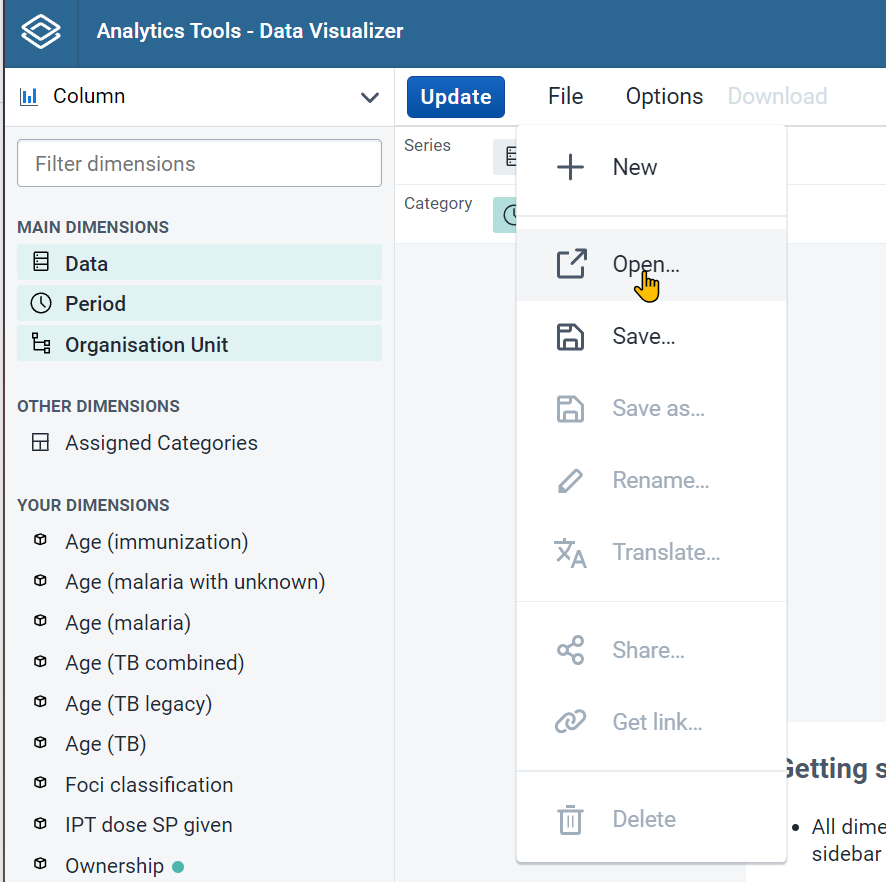 Analytics Tools - Data Visualizer
Column
Update
File
Options
Download
Filter dimensions
MAIN DIMENSIONS
Data
Period
Organisation Unit
OTHER DIMENSIONS
Assigned Categories
YOUR DIMENSIONS
Age (immunization)
Age (malaria with unknown)
Age (malaria)
Age (TB combined)
Age (TB legacy)
Age (TB)
Foci classification
IPT dose SP given
Ownership
Series
Category
New
Open...
Save...
Save as...
Rename...
Translate...
Share...
Get link...
Delete
Getting s
• All dime
sidebar